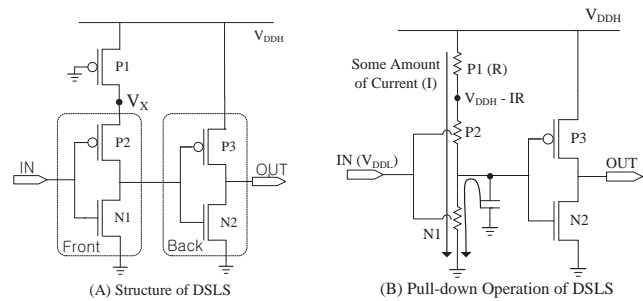 V_DDH
P1
V_X
P2
P3
IN
OUT
N1
N2
Front
Back
(A) Structure of DSLS
V_DDH
Some Amount
of Current (I)
P1 (R)
V_DDH - IR
P2
P3
IN (V_DDL)
OUT
N1
N2
(B) Pull-down Operation of DSLS